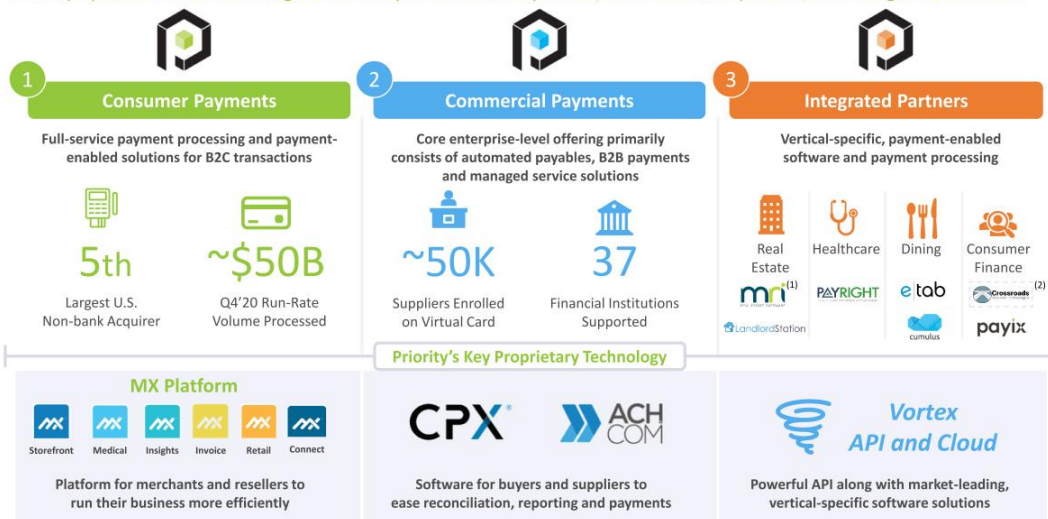 1
Consumer Payments
Full-service payment processing and payment-
enabled solutions for B2C transactions
5th
Largest U.S.
Non-bank Acquirer
~$50B
Q4'20 Run-Rate
Volume Processed
2
Commercial Payments
Core enterprise-level offering primarily
consists of automated payables, B2B payments
and managed service solutions
~50K
Suppliers Enrolled
on Virtual Card
37
Financial Institutions
Supported
3
Integrated Partners
Vertical-specific, payment-enabled
software and payment processing
Real
Estate
mri(1)
LandlordStation
Healthcare
PAYRIGHT
Dining
e|tab
cumulus
Consumer
Finance
Crossroads
(2)
payix
Priority's Key Proprietary Technology
MX Platform
Storefront
Medical
Insights
Invoice
Retail
Connect
Platform for merchants and resellers to
run their business more efficiently
CPX®
ACH
COM
Software for buyers and suppliers to
ease reconciliation, reporting and payments
Vortex
API and Cloud
Powerful API along with market-leading,
vertical-specific software solutions